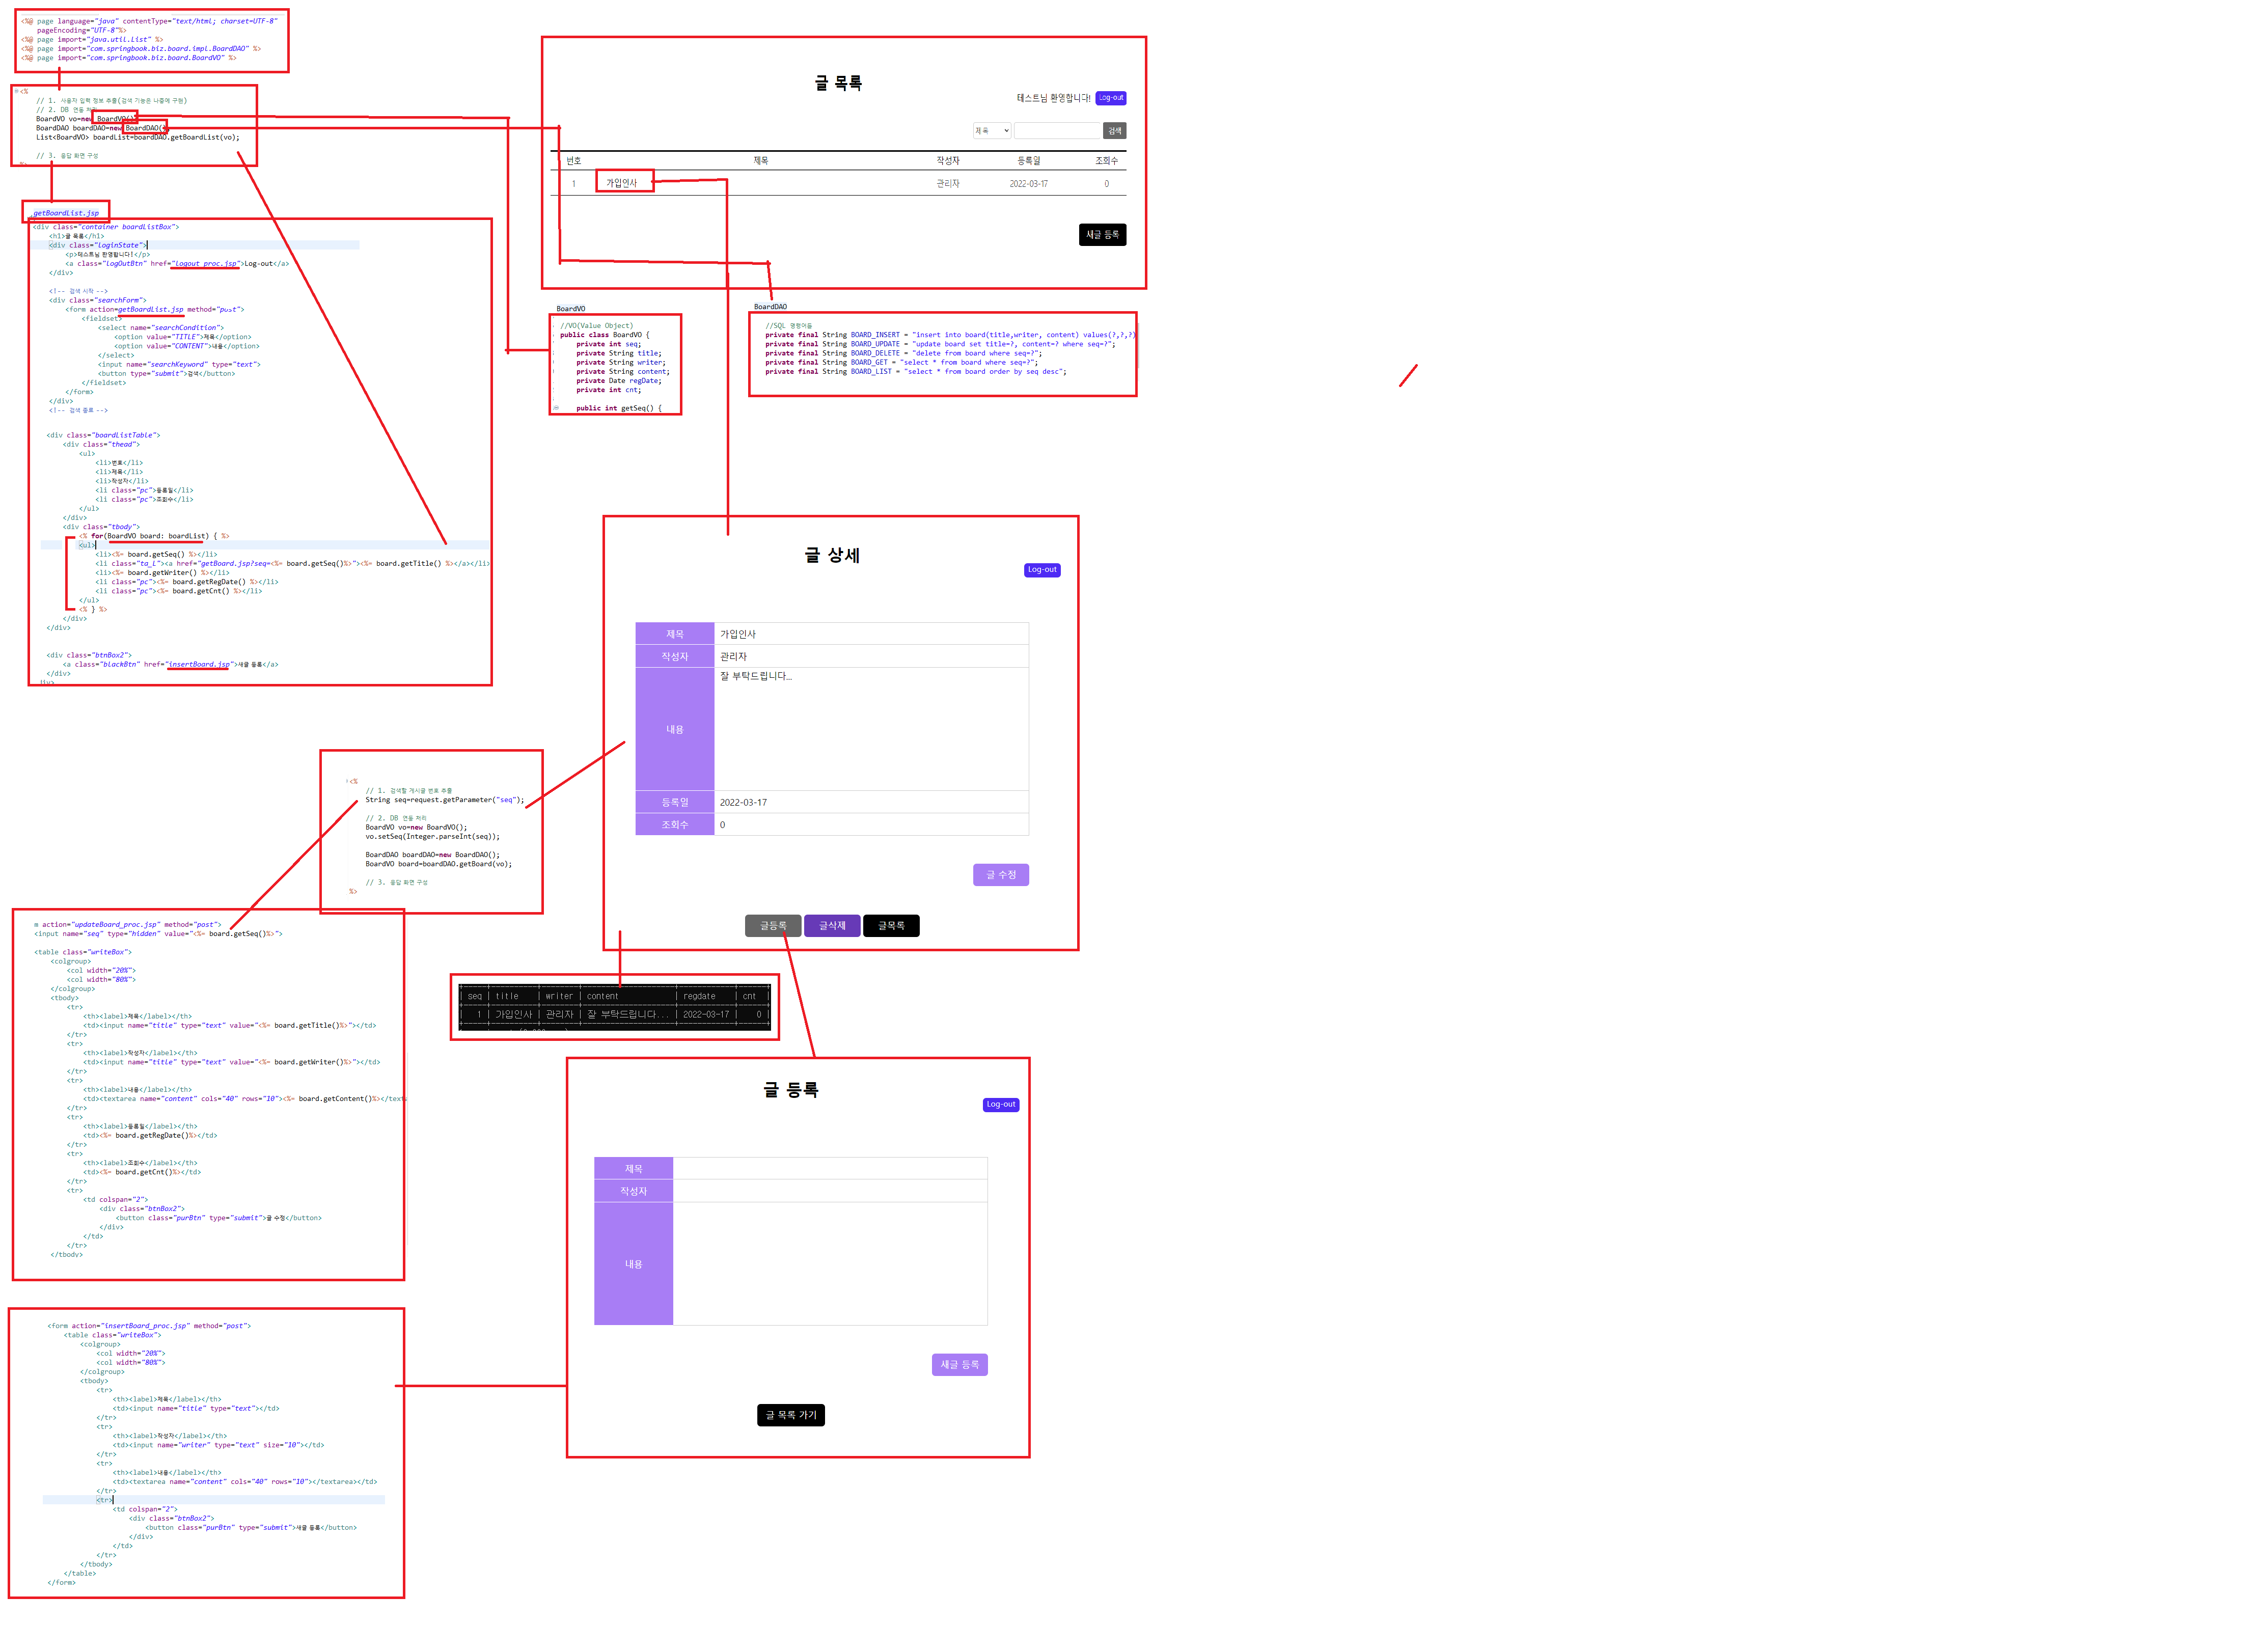 <%@ page language="java" contentType="text/html; charset=UTF-8"
pageEncoding="UTF-8"%>
<%@ page import="java.util.List" %>
<%@ page import="com.springbook.biz.board.impl.BoardDAO" %>
<%@ page import="com.springbook.biz.board.BoardVO" %>
<%
// 1. 사용자 입력 정보 추출(검색 기능은 나중에 구현)
// 2. DB 연동 처리
BoardVO vo=new BoardVO();
BoardDAO boardDAO=new BoardDAO();
List<BoardVO> boardList=boardDAO.getBoardList(vo);
// 3. 응답 화면 구성
getBoardList.jsp
<div class="container boardListBox">
<h1>글 목록</h1>
<div class="loginState">
<p>테스트님 환영합니다!</p>
<a class="logOutBtn" href="logout_proc.jsp">Log-out</a>
</div>
<!-- 검색 시작 -->
<div class="searchForm">
<form action=getBoardList.jsp method="post">
<fieldset>
<select name="searchCondition">
<option value="TITLE">제목</option>
<option value="CONTENT">내용</option>
</select>
<input name="searchKeyword" type="text">
<button type="submit">검색</button>
</fieldset>
</form>
</div>
<!-- 검색 종료 -->
<div class="boardListTable">
<div class="thead">
<ul>
<li>번호</li>
<li>제목</li>
<li>작성자</li>
<li class="pc">등록일</li>
<li class="pc">조회수</li>
</ul>
</div>
<div class="tbody">
<% for(BoardVO board: boardList) { %>
<ul>
<li><%= board.getSeq() %></li>
<li class="ta_L"><a href="getBoard.jsp?seq=<%= board.getSeq()%>"><%= board.getTitle() %></a></li>
<li><%= board.getWriter() %></li>
<li class="pc"><%= board.getRegDate() %></li>
<li class="pc"><%= board.getCnt() %></li>
</ul>
<% } %>
</div>
</div>
<div class="btnBox2">
<a class="blackBtn" href="insertBoard.jsp">새글 등록</a>
</div>
글 목록
테스트님 환영합니다! Log-out
제목 검색
번호 제목 작성자 등록일 조회수
1 가입인사 관리자 2022-03-17 0
새글 등록
BoardVO
//VO(Value Object)
public class BoardVO {
private int seq;
private String title;
private String writer;
private String content;
private Date regDate;
private int cnt;
public int getSeq() {
BoardDAO
//SQL 명령어들
private final String BOARD_INSERT = "insert into board(title,writer, content) values(?,?,?)
private final String BOARD_UPDATE = "update board set title=?, content=? where seq=?";
private final String BOARD_DELETE = "delete from board where seq=?";
private final String BOARD_GET = "select * from board where seq=?";
private final String BOARD_LIST = "select * from board order by seq desc";
글 상세
Log-out
제목 가입인사
작성자 관리자
내용 잘 부탁드립니다...
등록일 2022-03-17
조회수 0
글 수정
글등록 글삭제 글목록
<%
// 1. 검색할 게시글 번호 추출
String seq=request.getParameter("seq");
// 2. DB 연동 처리
BoardVO vo=new BoardVO();
vo.setSeq(Integer.parseInt(seq));
BoardDAO boardDAO=new BoardDAO();
BoardVO board=boardDAO.getBoard(vo);
// 3. 응답 화면 구성
%>
m action="updateBoard_proc.jsp" method="post">
<input name="seq" type="hidden" value="<%= board.getSeq()%>">
<table class="writeBox">
<colgroup>
<col width="20%">
<col width="80%">
</colgroup>
<tbody>
<tr>
<th><label>제목</label></th>
<td><input name="title" type="text" value="<%= board.getTitle()%>"></td>
</tr>
<tr>
<th><label>작성자</label></th>
<td><input name="title" type="text" value="<%= board.getWriter()%>"></td>
</tr>
<tr>
<th><label>내용</label></th>
<td><textarea name="content" cols="40" rows="10"><%= board.getContent()%></texta
</tr>
<tr>
<th><label>등록일</label></th>
<td><%= board.getRegDate()%></td>
</tr>
<tr>
<th><label>조회수</label></th>
<td><%= board.getCnt()%></td>
</tr>
<tr>
<td colspan="2">
<div class="btnBox2">
<button class="purBtn" type="submit">글 수정</button>
</div>
</td>
</tr>
</tbody>
| seq | title | writer | content | regdate | cnt |
| 1 | 가입인사 | 관리자 | 잘 부탁드립니다... | 2022-03-17 | 0 |
글 등록
Log-out
제목
작성자
내용
새글 등록
글 목록 가기
<form action="insertBoard_proc.jsp" method="post">
<table class="writeBox">
<colgroup>
<col width="20%">
<col width="80%">
</colgroup>
<tbody>
<tr>
<th><label>제목</label></th>
<td><input name="title" type="text"></td>
</tr>
<tr>
<th><label>작성자</label></th>
<td><input name="writer" type="text" size="10"></td>
</tr>
<tr>
<th><label>내용</label></th>
<td><textarea name="content" cols="40" rows="10"></textarea></td>
</tr>
<tr>
<td colspan="2">
<div class="btnBox2">
<button class="purBtn" type="submit">새글 등록</button>
</div>
</td>
</tr>
</tbody>
</table>
</form>